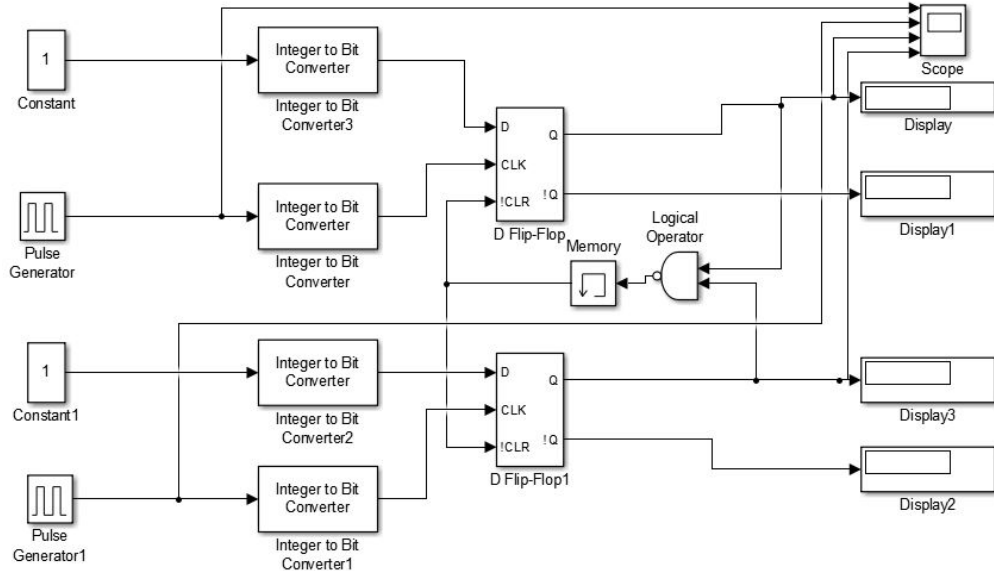 1
Constant
Integer to Bit
Converter
Integer to Bit
Converter3
Scope
Display
D
CLK
!CLR
Q
!Q
D Flip-Flop
Pulse
Generator
Integer to Bit
Converter
Integer to Bit
Converter
Display1
Logical
Operator
Memory
1
Constant1
Integer to Bit
Converter
Integer to Bit
Converter2
D
CLK
!CLR
Q
!Q
D Flip-Flop1
Display3
Pulse
Generator1
Integer to Bit
Converter
Integer to Bit
Converter1
Display2